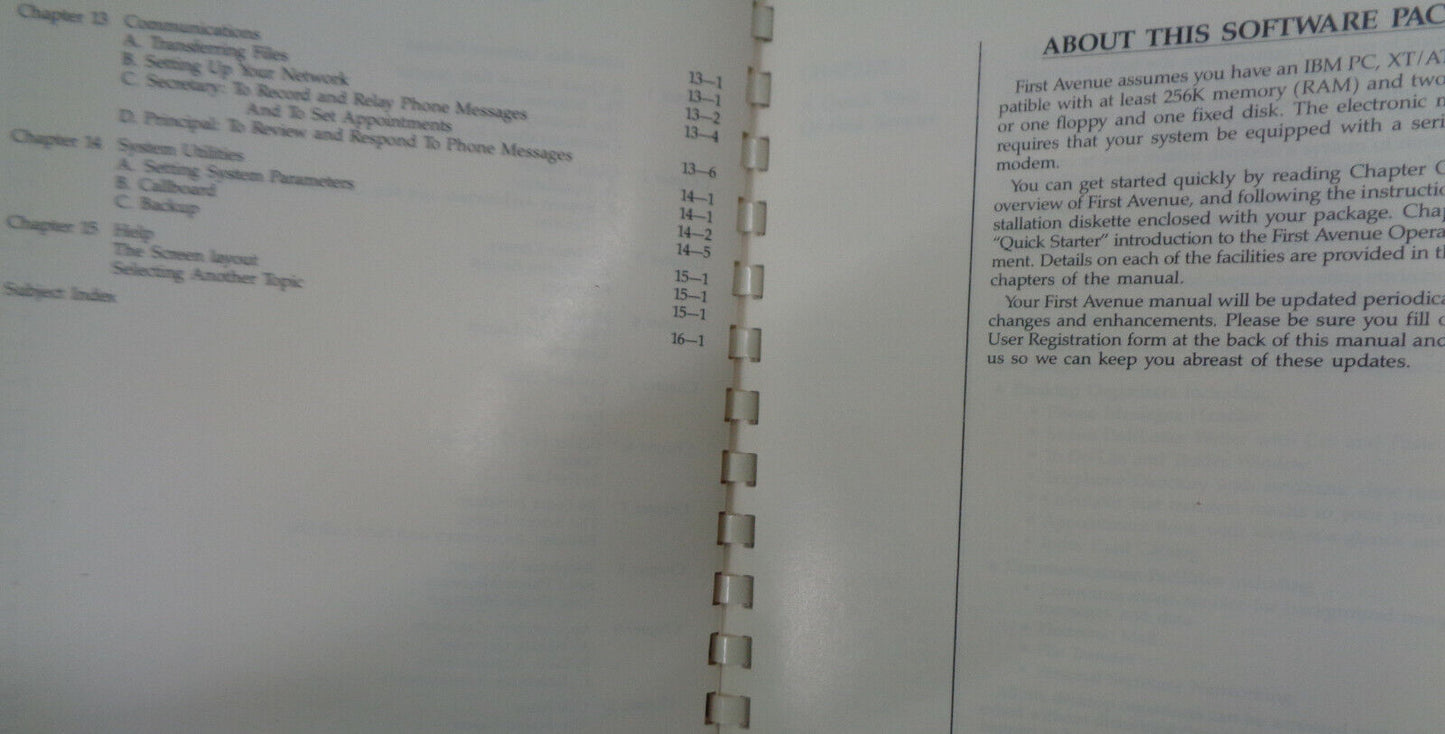 Chapter 13 Communications 13—1
A. Transferring Files 13—1
B. Setting Up Your Network 13—2
C. Secretary: To Record and Relay Phone Messages 13—4
And To Set Appointments
D. Principal: To Review and Respond To Phone Messages 13—6
Chapter 14 System Utilities 14—1
A. Setting System Parameters 14—1
B. Callboard 14—2
C. Backup 14—5
Chapter 15 Help 15—1
The Screen layout 15—1
Selecting Another Topic 15—1
Subject Index 16—1
ABOUT THIS SOFTWARE PAC
First Avenue assumes you have an IBM PC, XT/AT
patible with at least 256K memory (RAM) and two
or one floppy and one fixed disk. The electronic m
requires that your system be equipped with a seri
modem.
You can get started quickly by reading Chapter O
overview of First Avenue, and following the instructio
stallation diskette enclosed with your package. Chap
"Quick Starter" introduction to the First Avenue Opera
ment. Details on each of the facilities are provided in th
chapters of the manual.
Your First Avenue manual will be updated periodica
changes and enhancements. Please be sure you fill o
User Registration form at the back of this manual and
us so we can keep you abreast of these updates.